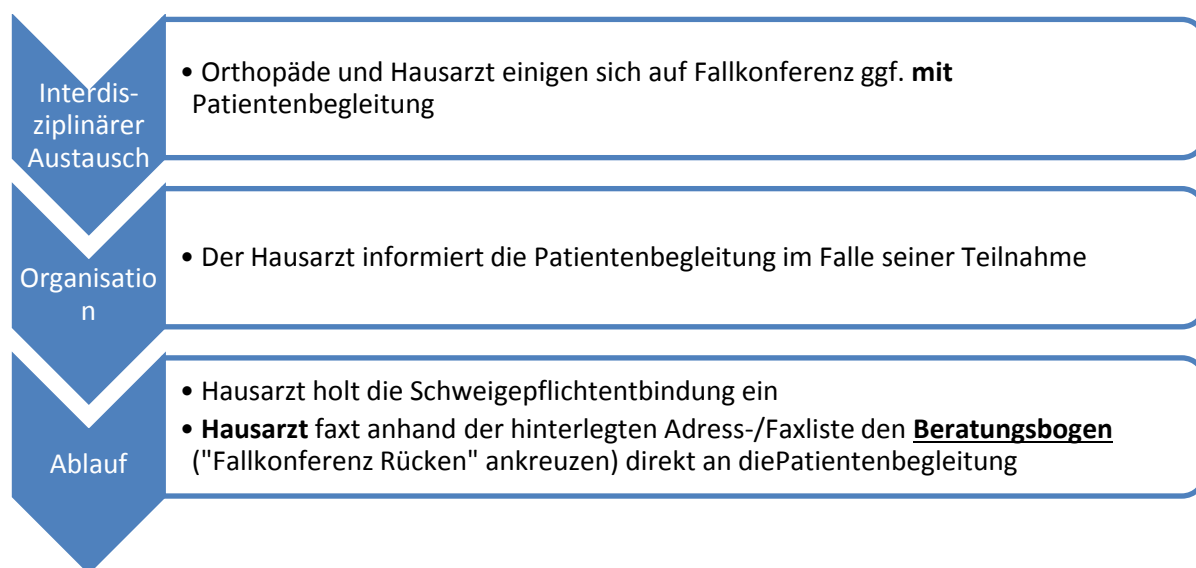 Interdis-
ziplinärer
Austausch
• Orthopäde und Hausarzt einigen sich auf Fallkonferenz ggf. mit
Patientenbegleitung
Organisatio
n
• Der Hausarzt informiert die Patientenbegleitung im Falle seiner Teilnahme
Ablauf
• Hausarzt holt die Schweigepflichtentbindung ein
• Hausarzt faxt anhand der hinterlegten Adress-/Faxliste den Beratungsbogen
("Fallkonferenz Rücken" ankreuzen) direkt an diePatientenbegleitung